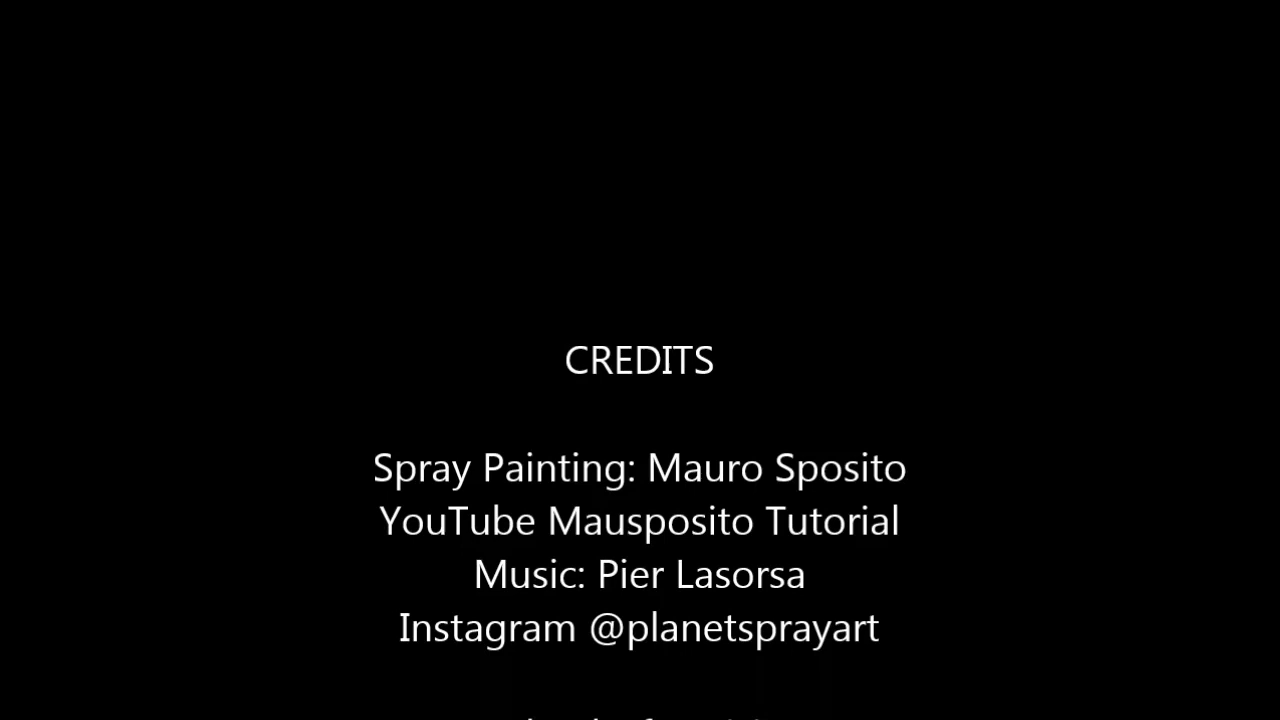 CREDITS
Spray Painting: Mauro Sposito
YouTube Mausposito Tutorial
Music: Pier Lasorsa
Instagram @planetsprayart